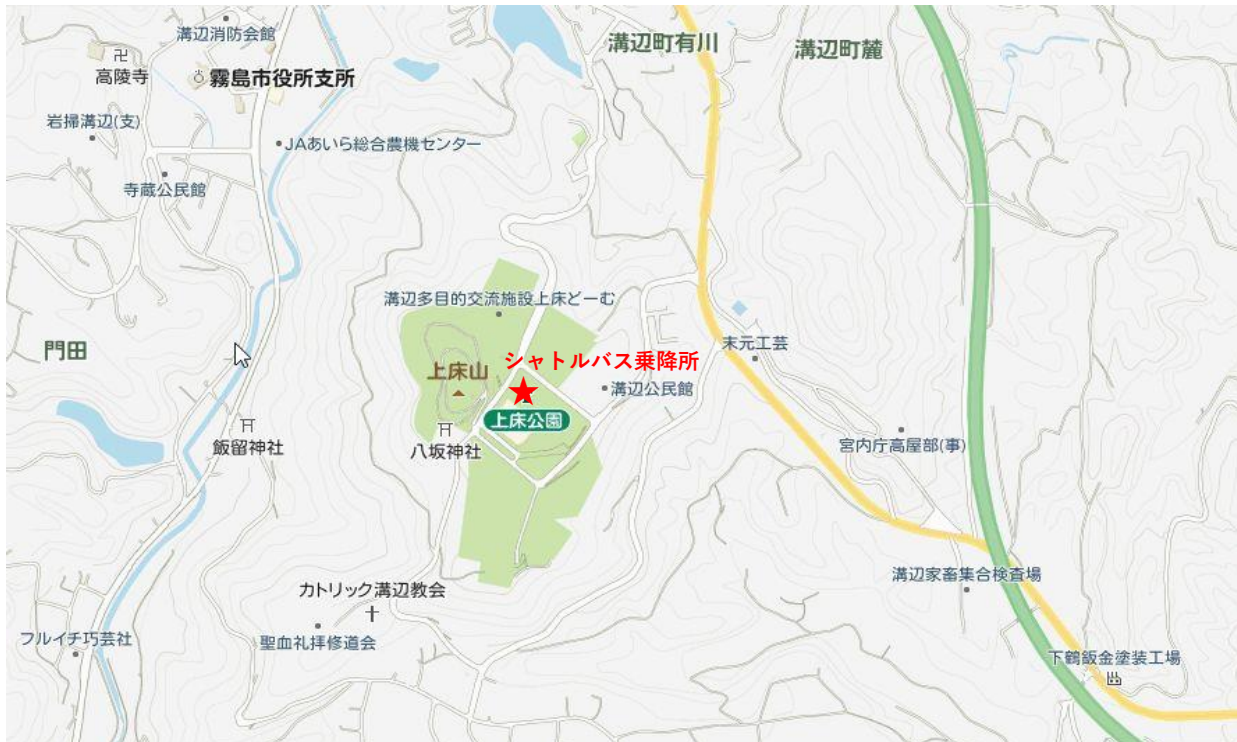 溝辺消防会館
溝辺町有川
溝辺町麓
高陵寺
霧島市役所支所
岩掃溝辺(支)
JAあいら総合農機センター
寺蔵公民館
溝辺多目的交流施設上床どーむ
門田
末元工芸
シャトルバス乗降所
上床山
溝辺公民館
上床公園
飯留神社
八坂神社
宮内庁高屋部(事)
溝辺家畜集合検査場
カトリック溝辺教会
フルイチ巧芸社
聖血礼拝修道会
下鶴鈑金塗装工場